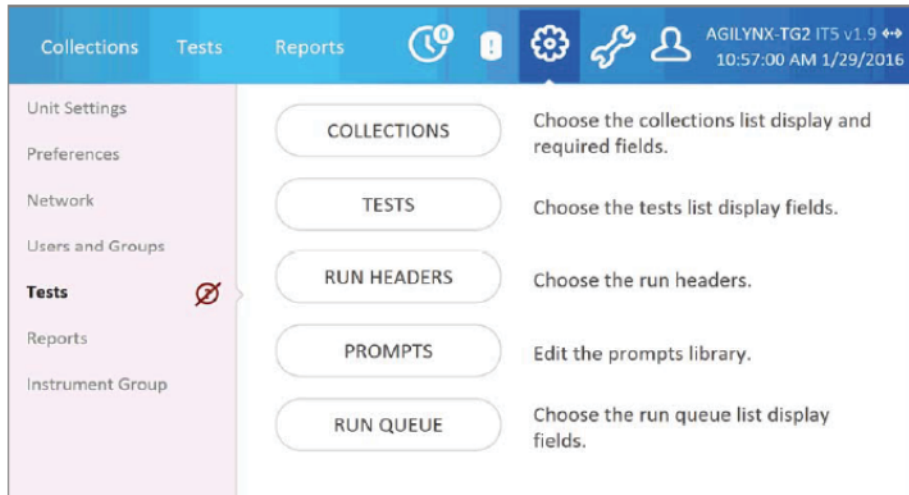 Collections Tests Reports 0 AGILYNX-TG2 IT5 v1.9
10:57:00 AM 1/29/2016
Unit Settings
Preferences
Network
Users and Groups
Tests
Reports
Instrument Group
COLLECTIONS
Choose the collections list display and
required fields.
TESTS
Choose the tests list display fields.
RUN HEADERS
Choose the run headers.
PROMPTS
Edit the prompts library.
RUN QUEUE
Choose the run queue list display
fields.